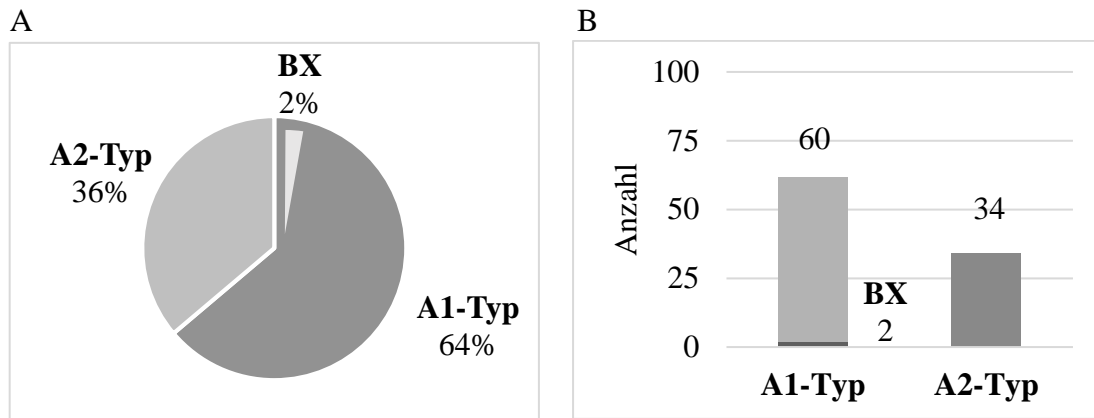 A
BX
2%
A2-Typ
36%
A1-Typ
64%
B
Anzahl
100
75
50
25
0
60
BX
2
34
A1-Typ
A2-Typ